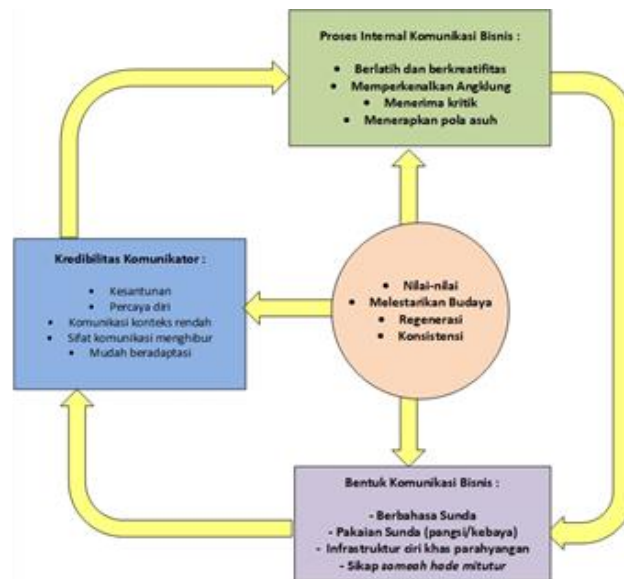 Proses Internal Komunikasi Bisnis :
• Berlatih dan berkreatifitas
• Memperkenalkan Angklung
• Menerima kritik
• Menerapkan pola asuh
Kredibilitas Komunikator :
• Kesantunan
• Percaya diri
• Komunikasi konteks rendah
• Sifat komunikasi menghibur
• Mudah beradaptasi
• Nilai-nilai
• Melestarikan Budaya
• Regenerasi
• Konsistensi
Bentuk Komunikasi Bisnis :
- Berbahasa Sunda
- Pakaian Sunda (pangsi/kebaya)
- Infrastruktur ciri khas parahyangan
- Sikap someah hade mitutur